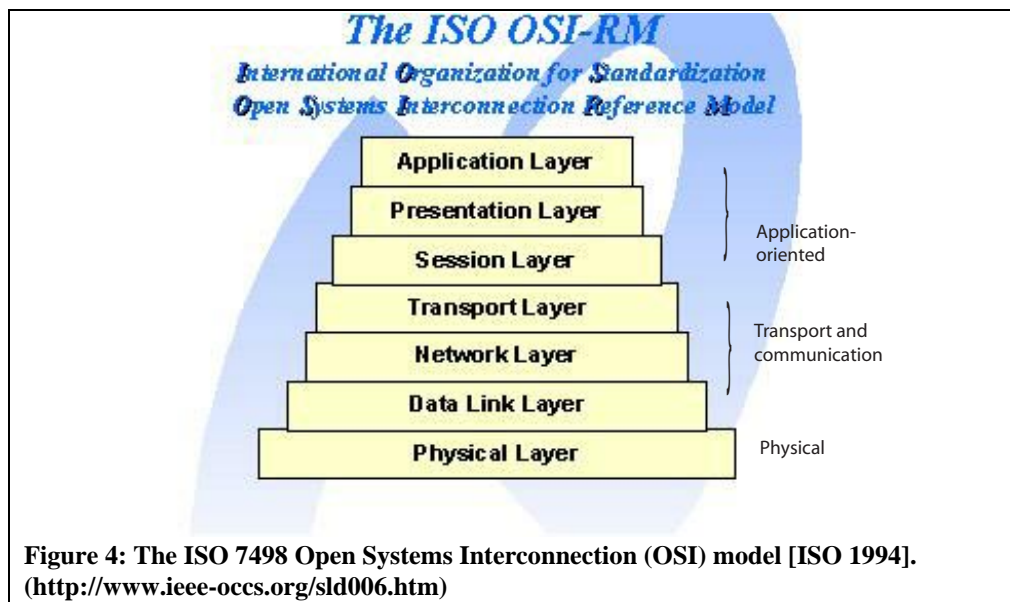 The ISO OSI-RM
International Organization for Standardization
Open Systems Interconnection Reference Model
Application Layer
Presentation Layer
Session Layer
Application-
oriented
Transport Layer
Network Layer
Data Link Layer
Transport and
communication
Physical Layer
Physical
Figure 4: The ISO 7498 Open Systems Interconnection (OSI) model [ISO 1994].
(http://www.ieee-occs.org/sld006.htm)